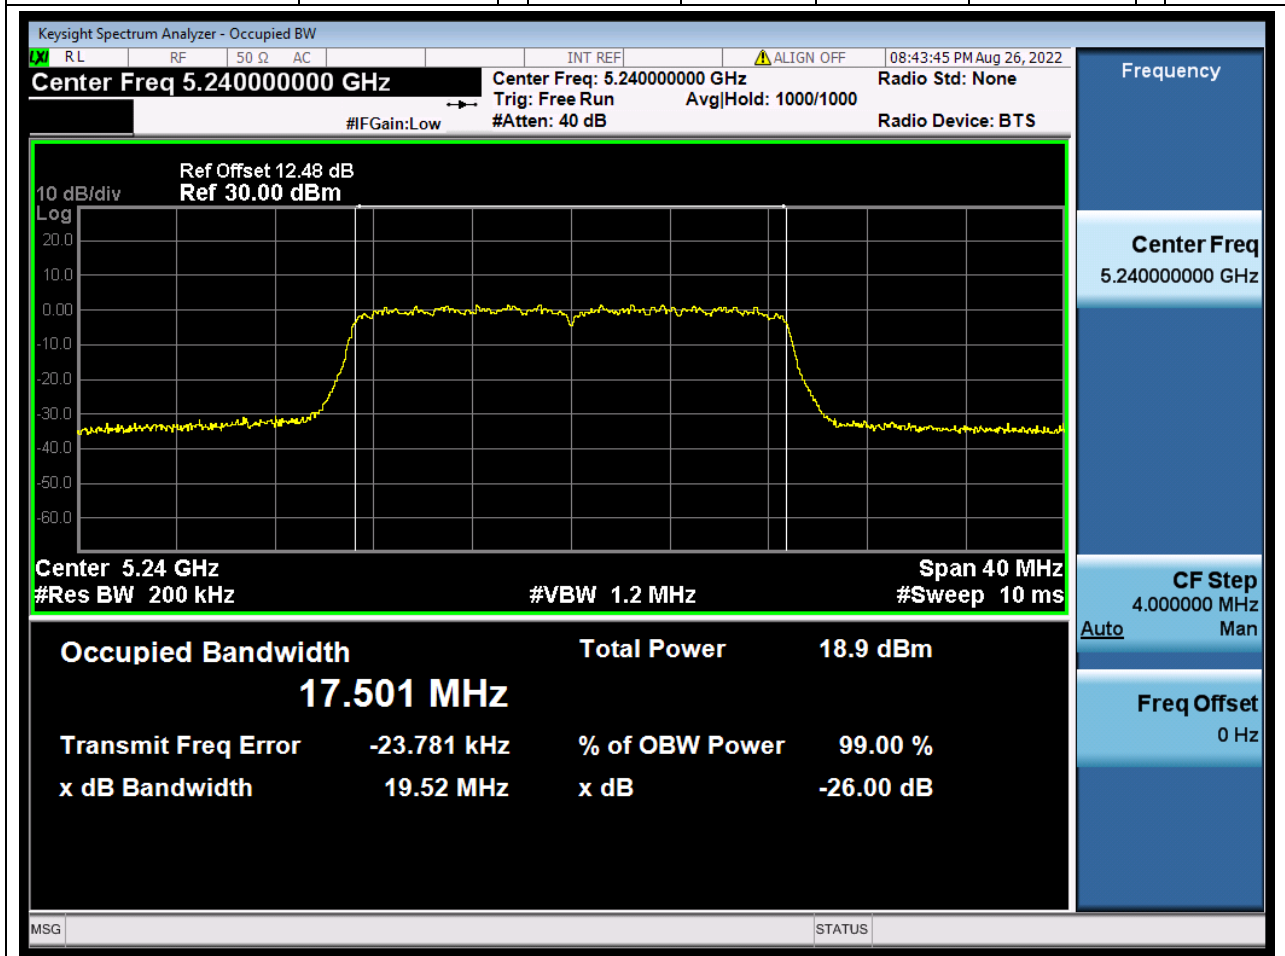 Keysight Spectrum Analyzer - Occupied BW
LXI RL RF 50 Ω AC INT REF ALIGN OFF 08:43:45 PM Aug 26, 2022
Center Freq 5.240000000 GHz
Center Freq: 5.240000000 GHz Radio Std: None
Trig: Free Run Avg|Hold: 1000/1000
#IFGain:Low #Atten: 40 dB Radio Device: BTS
Ref Offset 12.48 dB
10 dB/div Ref 30.00 dBm
Log
20.0
10.0
0.00
-10.0
-20.0
-30.0
-40.0
-50.0
-60.0
Center 5.24 GHz Span 40 MHz
#Res BW 200 kHz #VBW 1.2 MHz #Sweep 10 ms
Occupied Bandwidth Total Power 18.9 dBm
17.501 MHz
Transmit Freq Error -23.781 kHz % of OBW Power 99.00 %
x dB Bandwidth 19.52 MHz x dB -26.00 dB
MSG STATUS
Frequency
Center Freq
5.240000000 GHz
CF Step
4.000000 MHz
Auto Man
Freq Offset
0 Hz